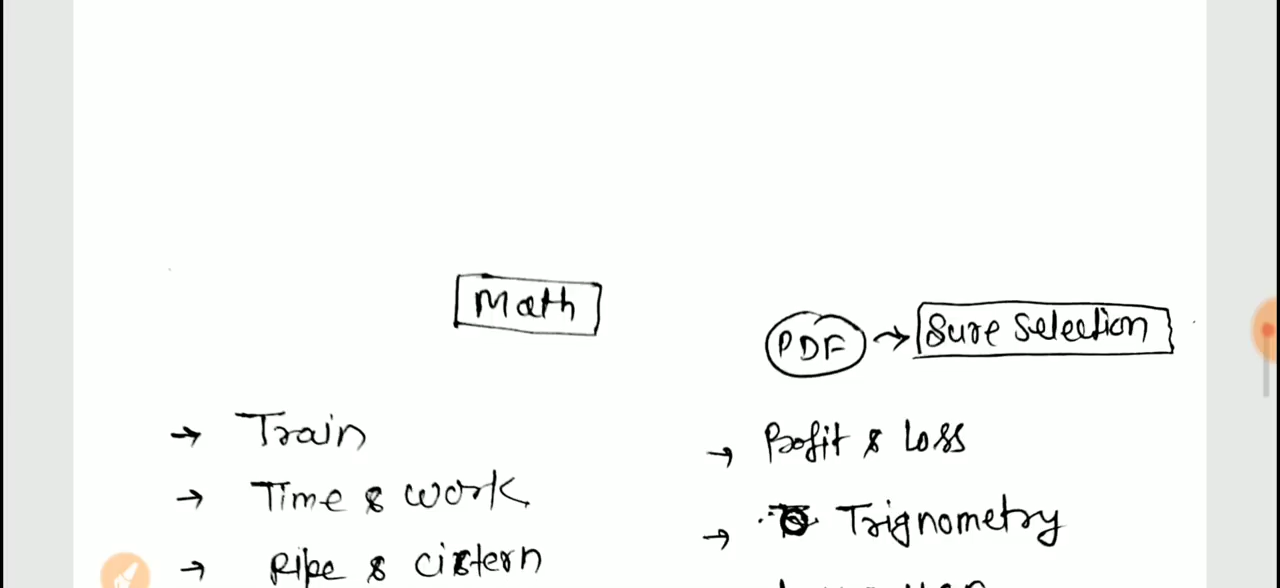 Math
PDF → Sure Selection
→ Train
→ Time & work
→ Pipe & cistern
→ Profit & Loss
→ Trignometry